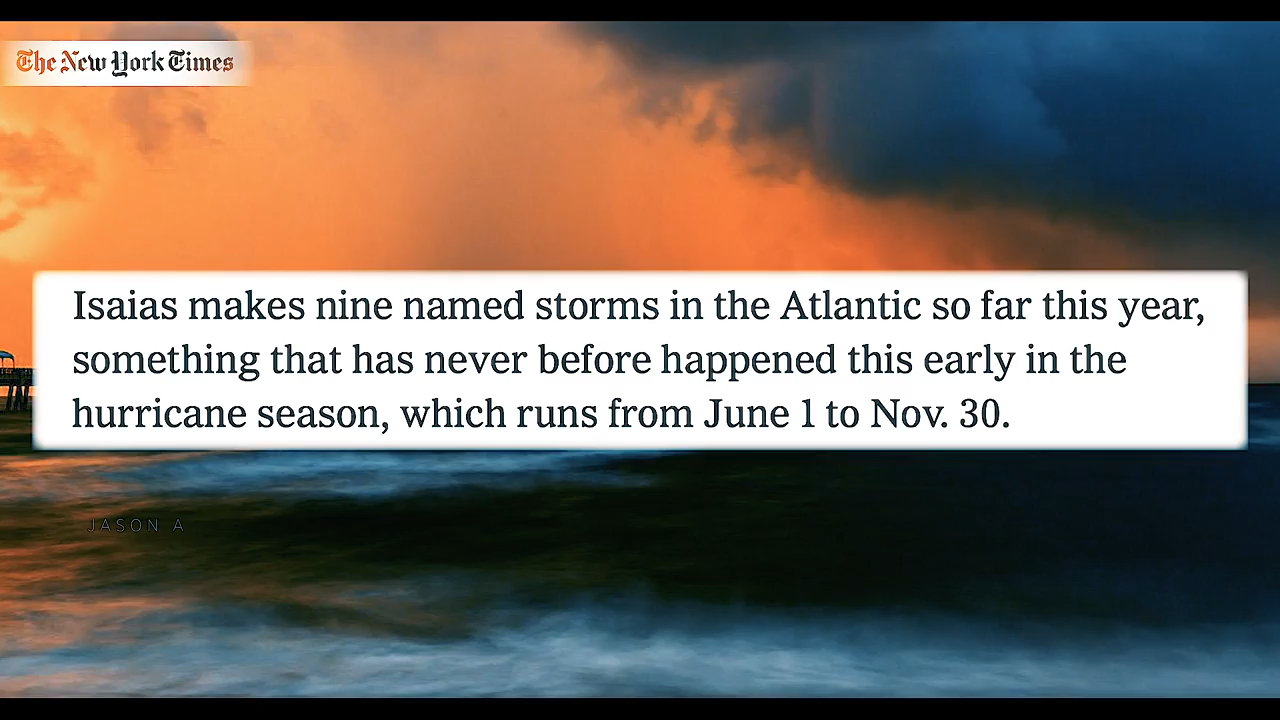 The New York Times
Isaias makes nine named storms in the Atlantic so far this year,
something that has never before happened this early in the
hurricane season, which runs from June 1 to Nov. 30.
JASON A